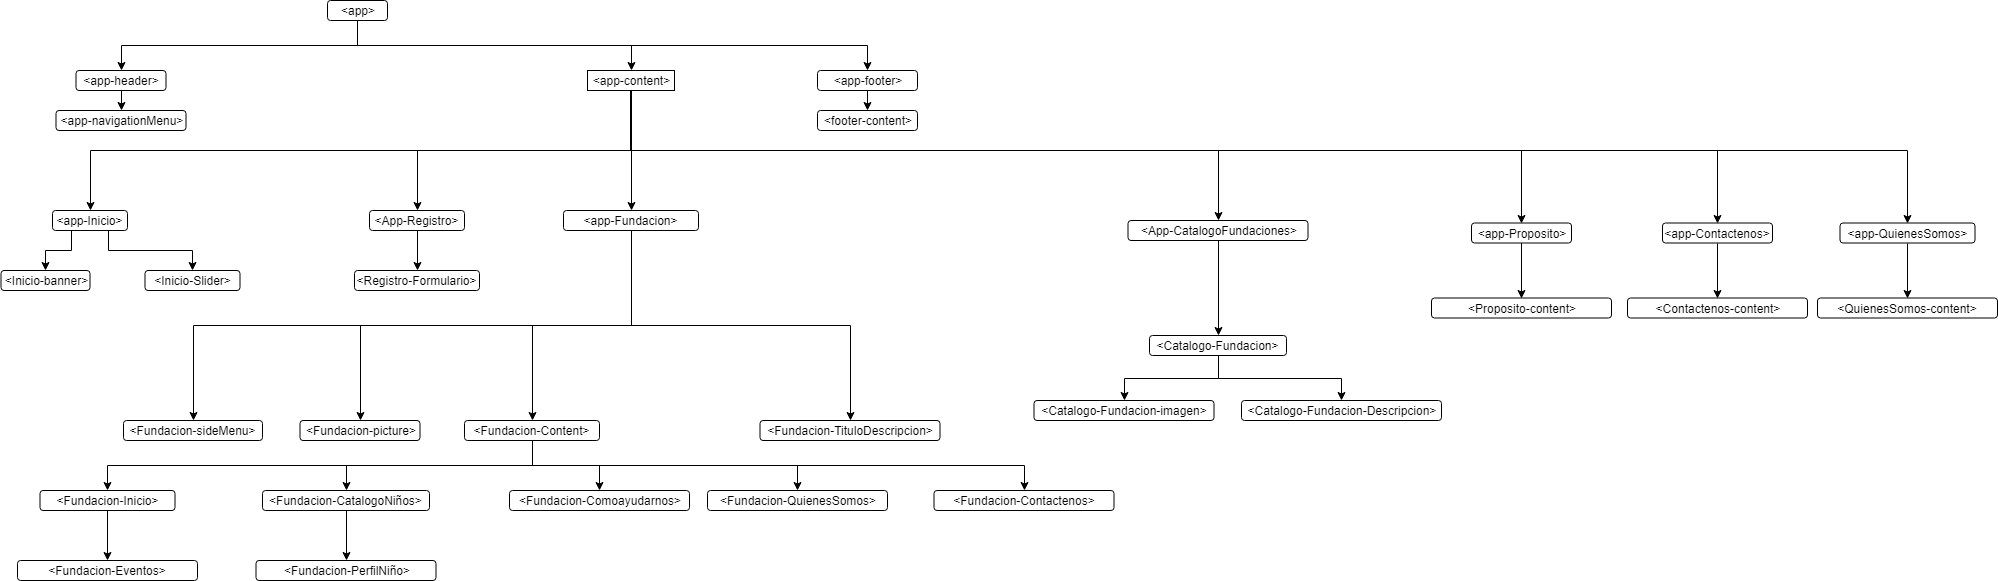 <app>
<app-header>
<app-content>
<app-footer>
<app-navigationMenu>
<footer-content>
<app-Inicio>
<App-Registro>
<app-Fundacion>
<App-CatalogoFundaciones>
<app-Proposito>
<app-Contactenos>
<app-QuienesSomos>
<Inicio-banner>
<Inicio-Slider>
<Registro-Formulario>
<Proposito-content>
<Contactenos-content>
<QuienesSomos-content>
<Catalogo-Fundacion>
<Catalogo-Fundacion-imagen>
<Catalogo-Fundacion-Descripcion>
<Fundacion-sideMenu>
<Fundacion-picture>
<Fundacion-Content>
<Fundacion-TituloDescripcion>
<Fundacion-Inicio>
<Fundacion-CatalogoNiños>
<Fundacion-Comoayudarnos>
<Fundacion-QuienesSomos>
<Fundacion-Contactenos>
<Fundacion-Eventos>
<Fundacion-PerfilNiño>